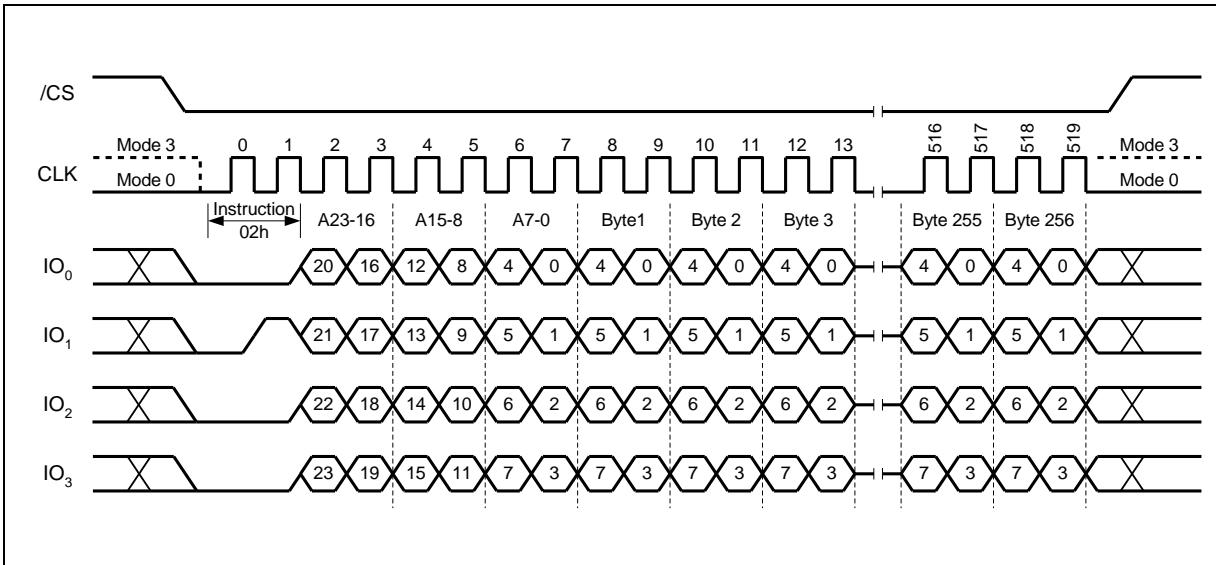 /CS
Mode 3 0 1 2 3 4 5 6 7 8 9 10 11 12 13 516 517 518 519 Mode 3
CLK
Mode 0 Mode 0
Instruction A23-16 A15-8 A7-0 Byte1 Byte 2 Byte 3 Byte 255 Byte 256
02h
IO0 20 16 12 8 4 0 4 0 4 0 4 0 4 0 4 0
IO1 21 17 13 9 5 1 5 1 5 1 5 1 5 1 5 1
IO2 22 18 14 10 6 2 6 2 6 2 6 2 6 2 6 2
IO3 23 19 15 11 7 3 7 3 7 3 7 3 7 3 7 3